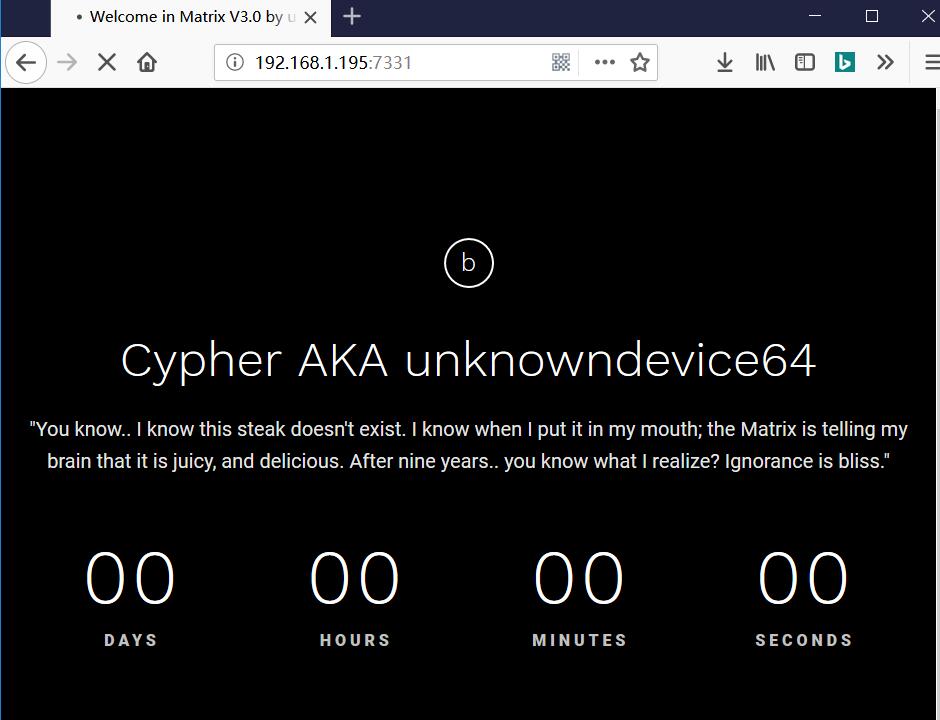 Welcome in Matrix V3.0 by u
192.168.1.195:7331
b
b
Cypher AKA unknowndevice64
"You know.. I know this steak doesn't exist. I know when I put it in my mouth; the Matrix is telling my
brain that it is juicy, and delicious. After nine years.. you know what I realize? Ignorance is bliss."
00 00 00 00
DAYS HOURS MINUTES SECONDS